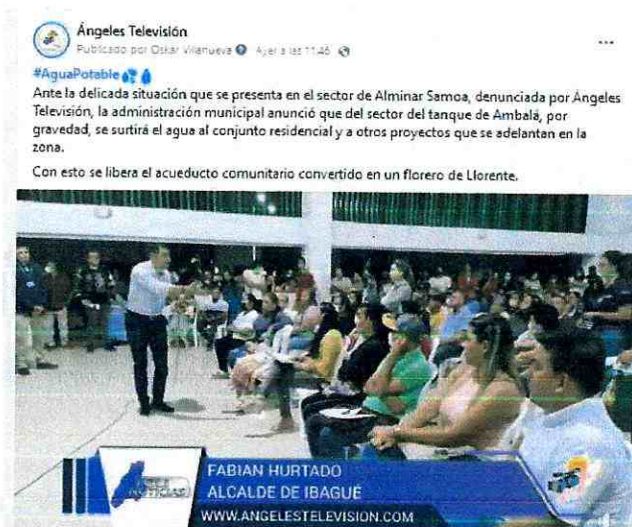 Ángeles Televisión
Publicado por Oskar Villanueva Ayer a las 11:46
#AguaPotable
Ante la delicada situación que se presenta en el sector de Alminar Samoa, denunciada por Ángeles
Televisión, la administración municipal anunció que del sector del tanque de Ambalá, por
gravedad, se surtirá el agua al conjunto residencial y a otros proyectos que se adelantan en la
zona.
Con esto se libera el acueducto comunitario convertido en un florero de Llorente.
NOTICIAS
FABIAN HURTADO
ALCALDE DE IBAGUÉ
WWW.ANGELESTELEVISION.COM